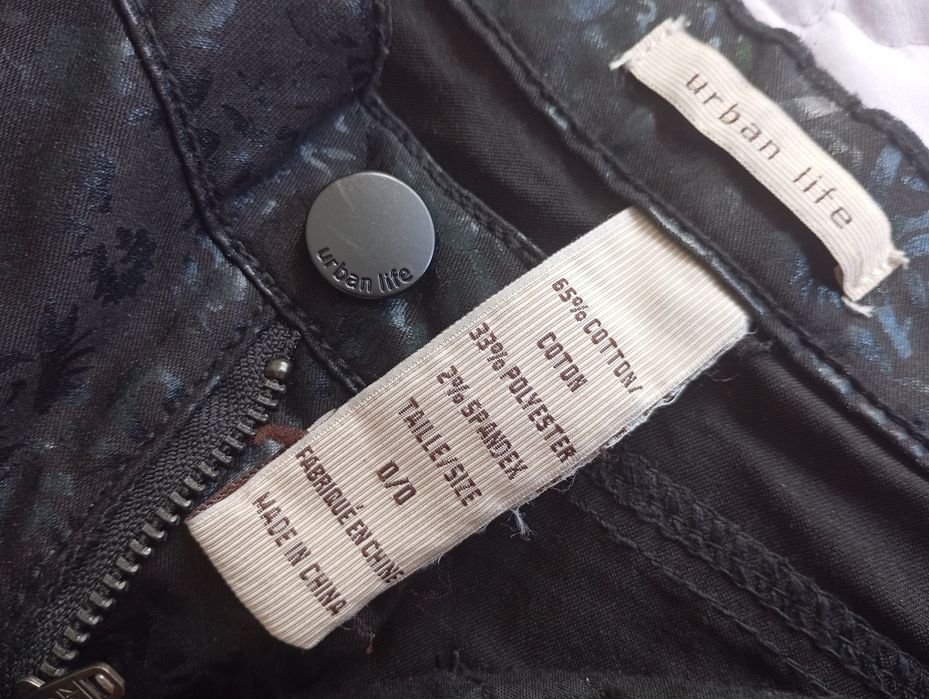 urban life
urban life
65% COTTON/
COTON
33% POLYESTER
2% SPANDEX
TAILLE/SIZE
0/0
FABRIQUÉ EN CHINE
MADE IN CHINA